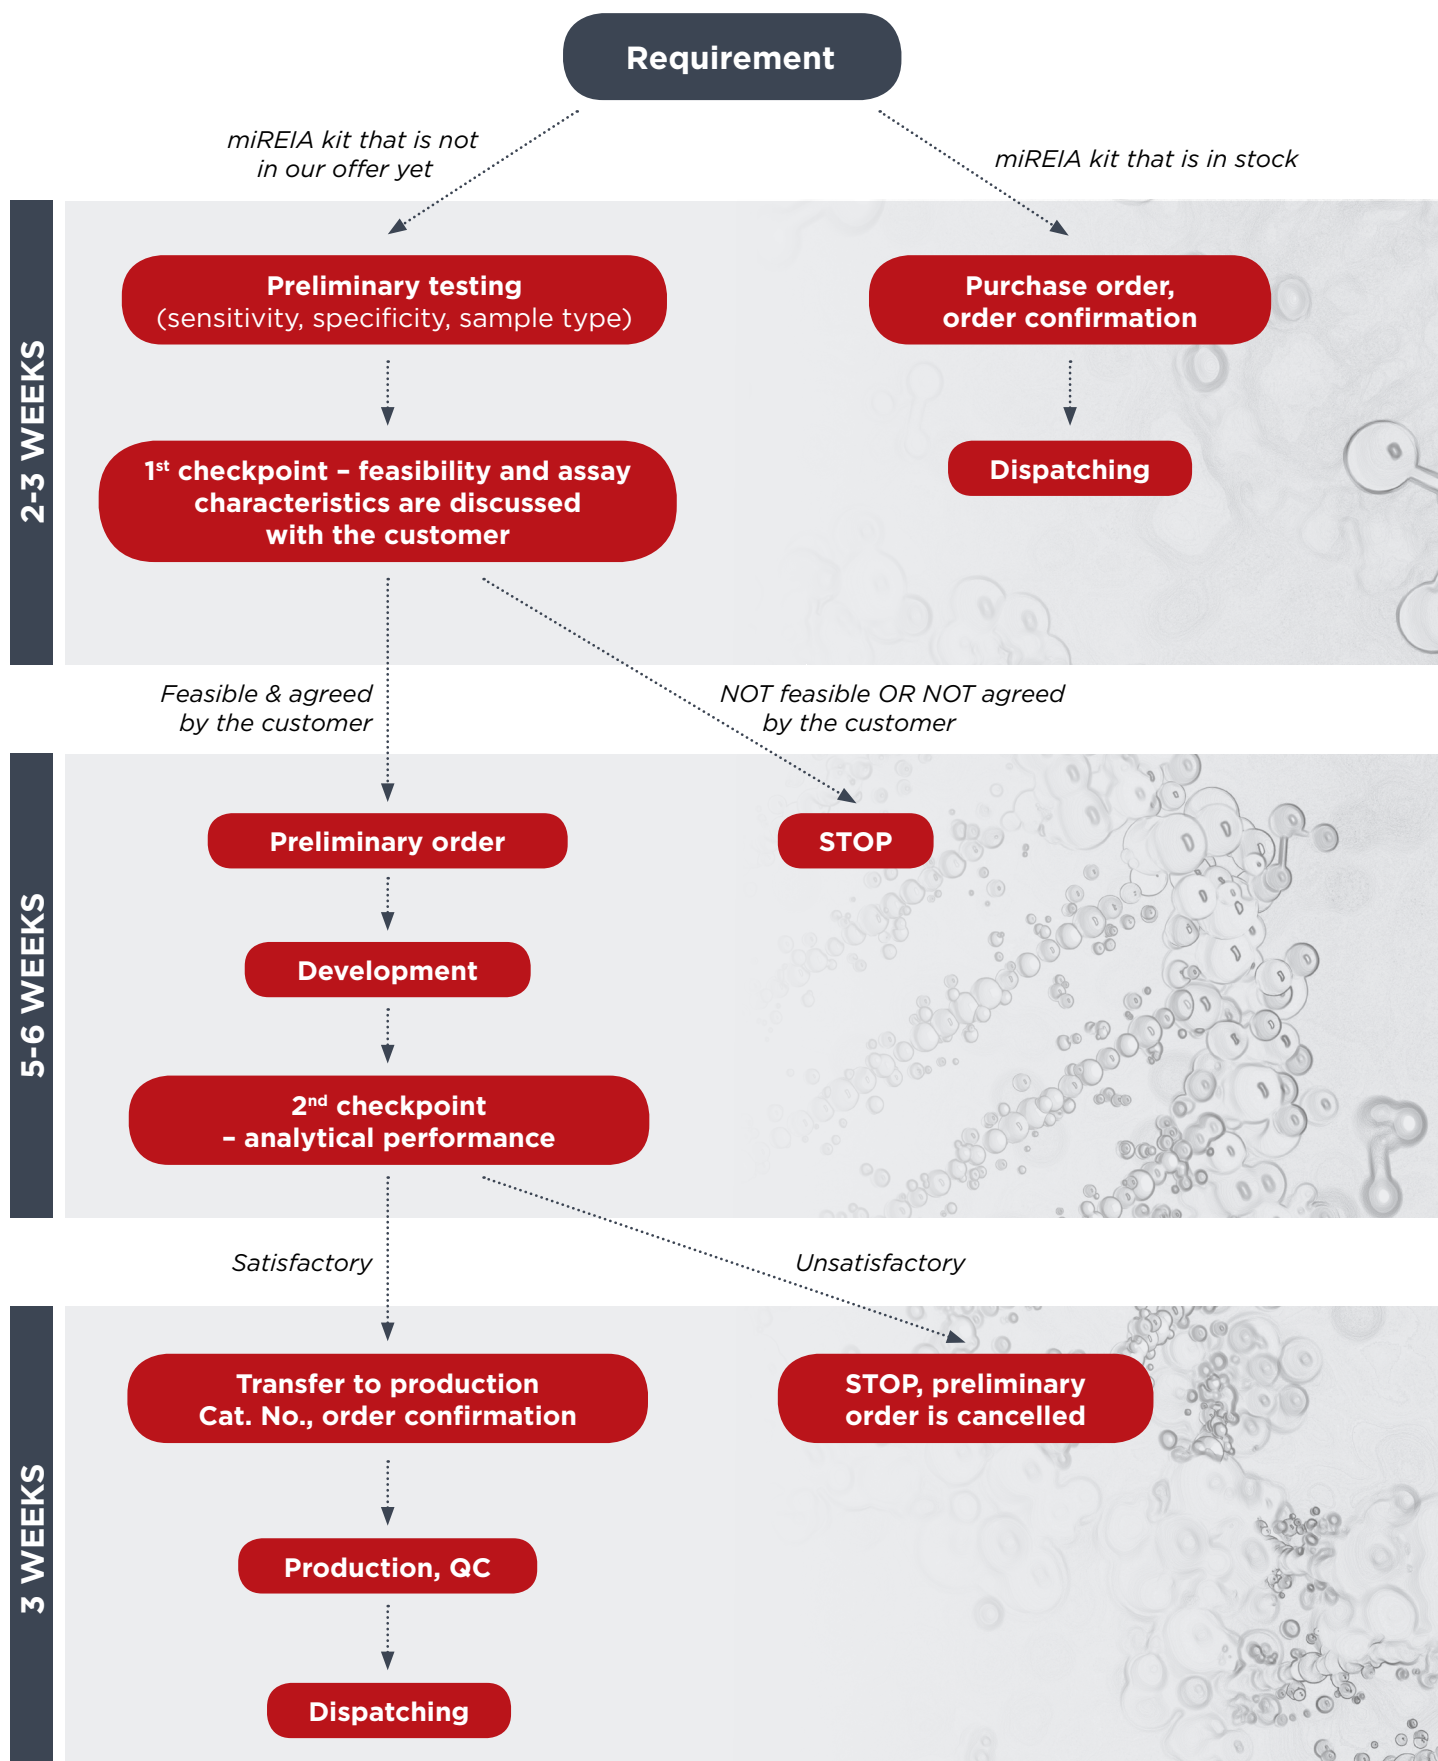 Requirement
miREIA kit that is not
in our offer yet
miREIA kit that is in stock
2-3 WEEKS
Preliminary testing
(sensitivity, specificity, sample type)
Purchase order,
order confirmation
1st checkpoint – feasibility and assay
characteristics are discussed
with the customer
Dispatching
Feasible & agreed
by the customer
NOT feasible OR NOT agreed
by the customer
5-6 WEEKS
Preliminary order
STOP
Development
2nd checkpoint
– analytical performance
Satisfactory
Unsatisfactory
3 WEEKS
Transfer to production
Cat. No., order confirmation
STOP, preliminary
order is cancelled
Production, QC
Dispatching